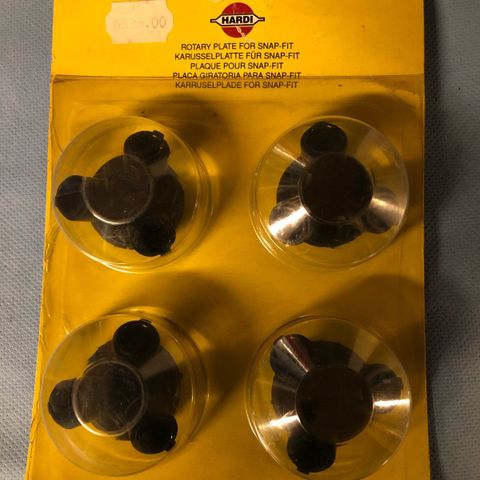 HARDI
ROTARY PLATE FOR SNAP-FIT
KARUSSELPLATTE FÜR SNAP-FIT
PLAQUE POUR SNAP-FIT
PLACA GIRATORIA PARA SNAP-FIT
KARRUSELPLADE FOR SNAP-FIT